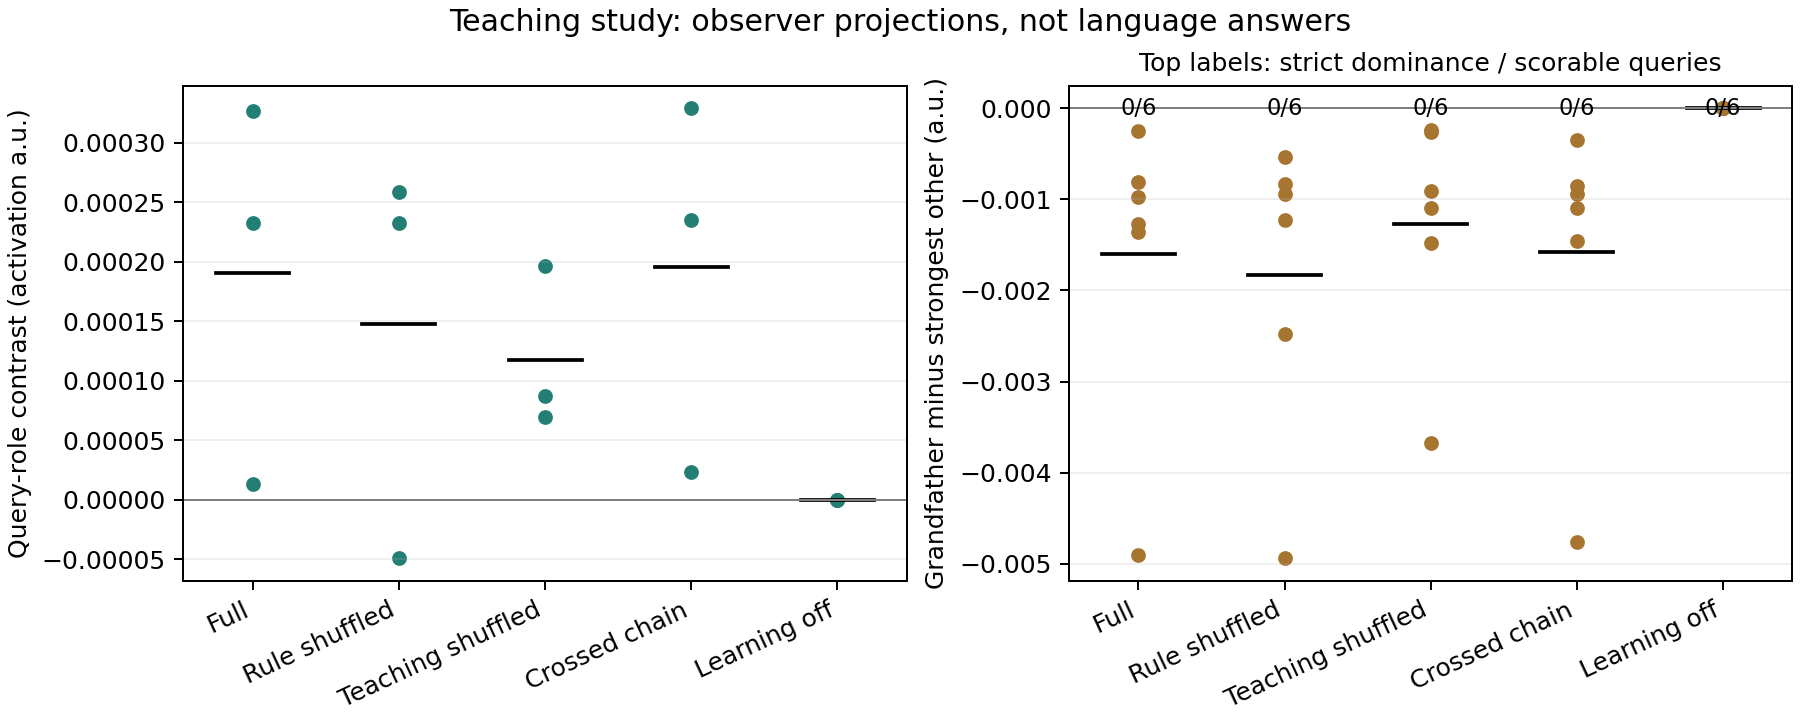 Teaching study: observer projections, not language answers
Query-role contrast (activation a.u.)
0.00030
0.00025
0.00020
0.00015
0.00010
0.00005
0.00000
−0.00005
Full
Rule shuffled
Teaching shuffled
Crossed chain
Learning off
Top labels: strict dominance / scorable queries
Grandfather minus strongest other (a.u.)
0.000
−0.001
−0.002
−0.003
−0.004
−0.005
0/6
0/6
0/6
0/6
0/6
Full
Rule shuffled
Teaching shuffled
Crossed chain
Learning off